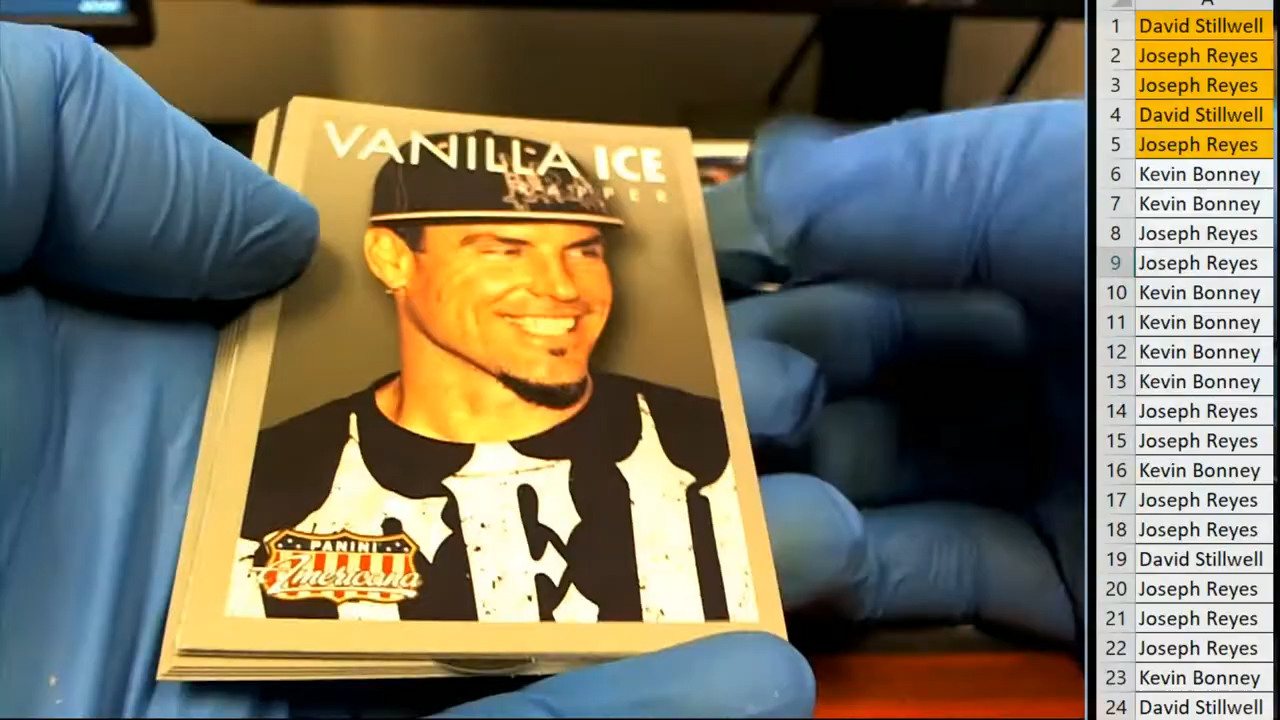 VANILLA ICE
RAPPER
PANINI
Americana
A
1 David Stillwell
2 Joseph Reyes
3 Joseph Reyes
4 David Stillwell
5 Joseph Reyes
6 Kevin Bonney
7 Kevin Bonney
8 Joseph Reyes
9 Joseph Reyes
10 Kevin Bonney
11 Kevin Bonney
12 Kevin Bonney
13 Kevin Bonney
14 Joseph Reyes
15 Joseph Reyes
16 Kevin Bonney
17 Joseph Reyes
18 Joseph Reyes
19 David Stillwell
20 Joseph Reyes
21 Joseph Reyes
22 Joseph Reyes
23 Kevin Bonney
24 David Stillwell